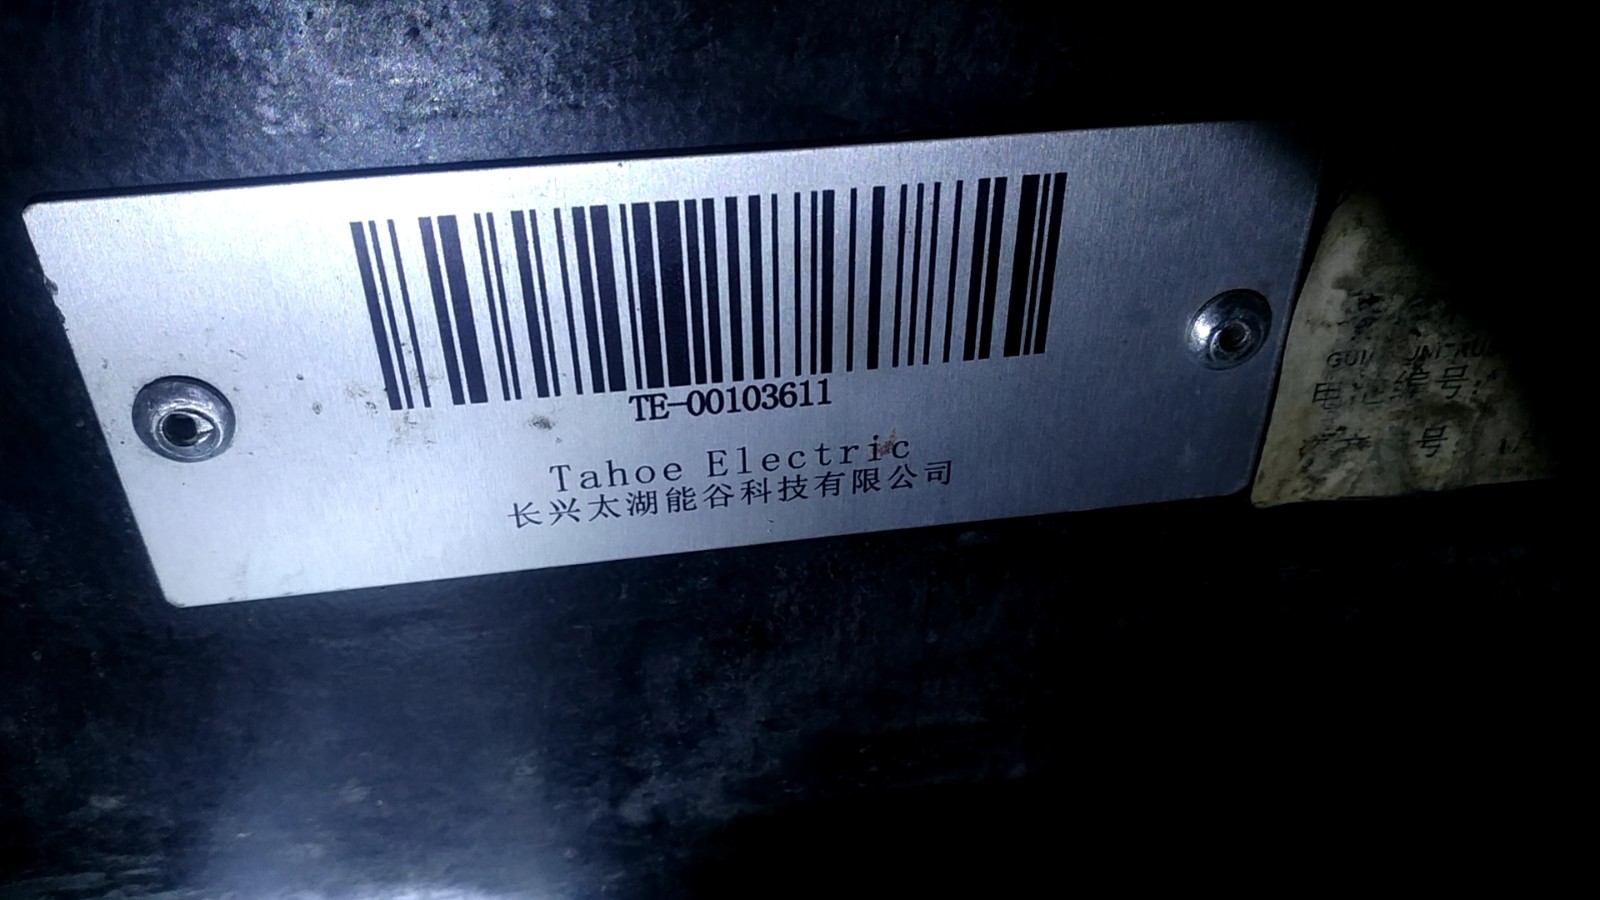 TE-00103611
Tahoe Electric
长兴太湖能谷科技有限公司
电池编号:
号: